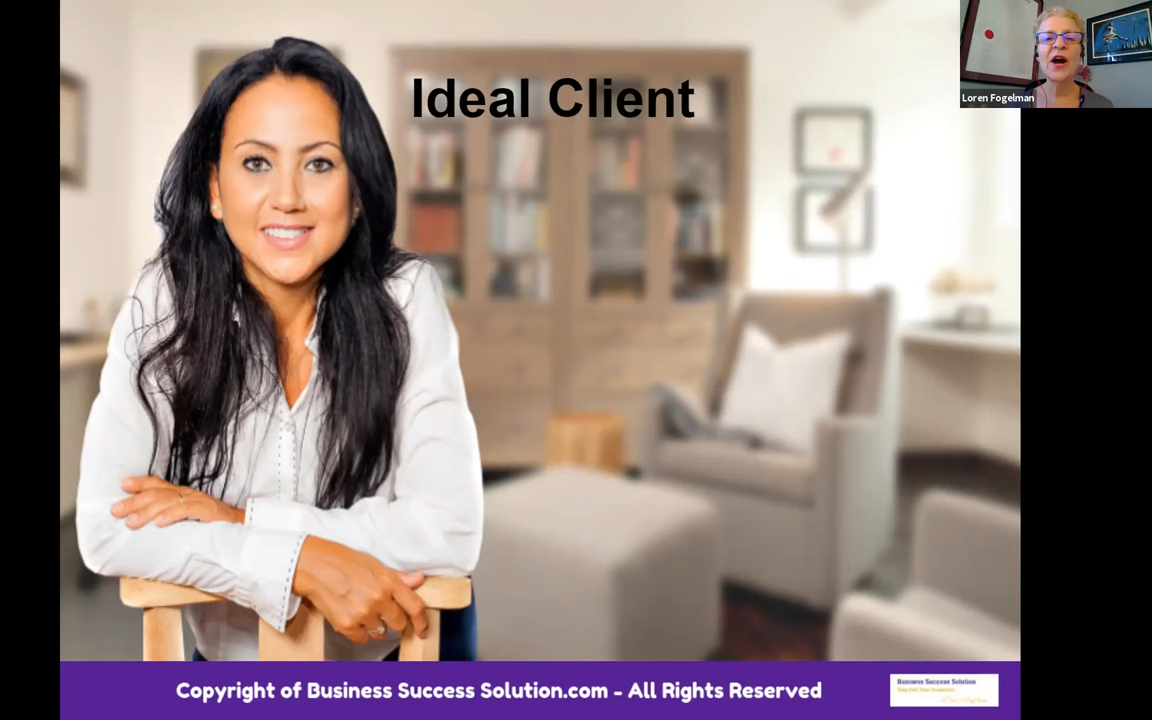 Ideal Client
Loren Fogelman
Copyright of Business Success Solution.com - All Rights Reserved
Business Success Solution